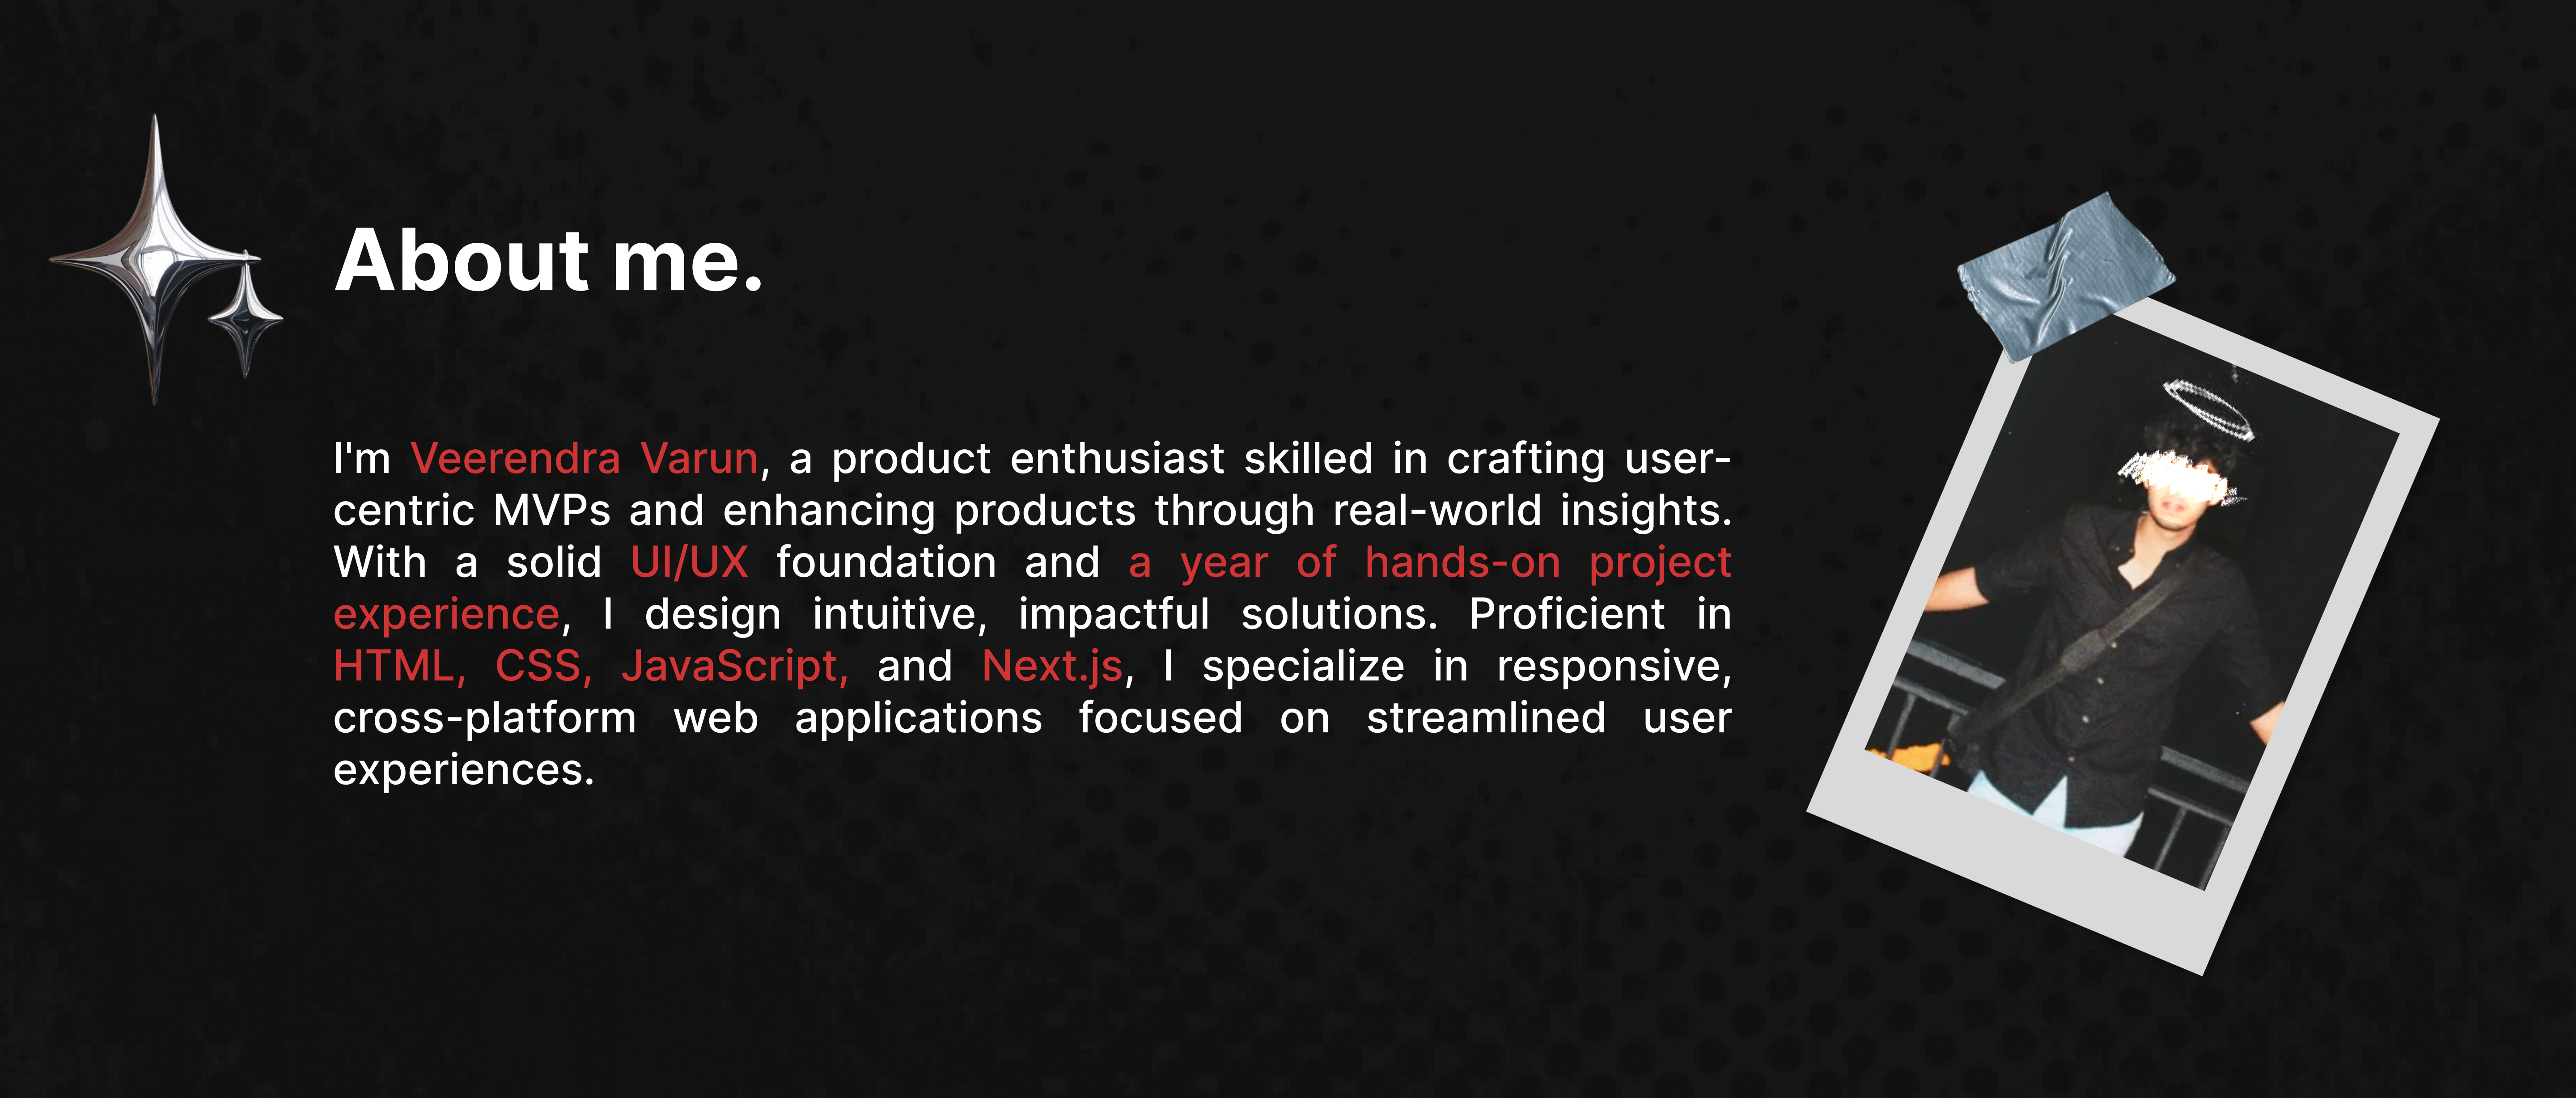 About me.
I'm Veerendra Varun, a product enthusiast skilled in crafting user-
centric MVPs and enhancing products through real-world insights.
With a solid UI/UX foundation and a year of hands-on project
experience, I design intuitive, impactful solutions. Proficient in
HTML, CSS, JavaScript, and Next.js, I specialize in responsive,
cross-platform web applications focused on streamlined user
experiences.